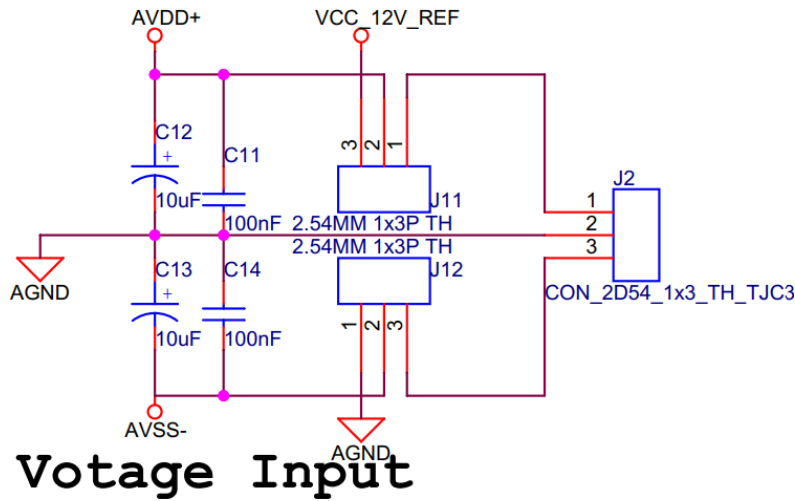 AVDD+
VCC_12V_REF
C12
+
10uF
C11
100nF
3
2
1
J11
2.54MM 1x3P TH
2.54MM 1x3P TH
J12
J2
1
2
3
CON_2D54_1x3_TH_TJC3
AGND
C13
+
10uF
C14
100nF
1
2
3
AVSS-
AGND
Votage Input